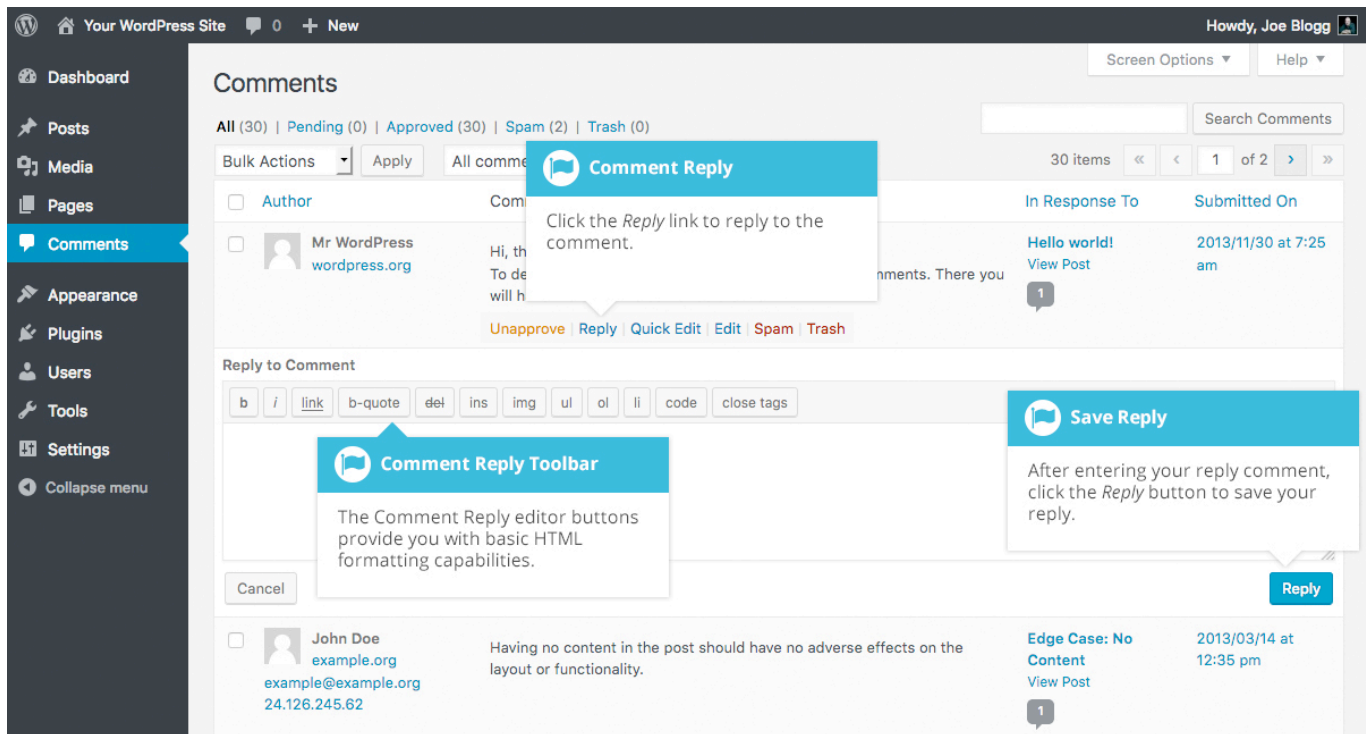 Your WordPress Site 0 + New Howdy, Joe Blogg
Screen Options ▼ Help ▼
Dashboard
Posts
Media
Pages
Comments
Appearance
Plugins
Users
Tools
Settings
Collapse menu
Comments
All (30) | Pending (0) | Approved (30) | Spam (2) | Trash (0)
Search Comments
Bulk Actions Apply All comme
30 items « ‹ 1 of 2 › »
Comment Reply
Click the Reply link to reply to the
comment.
Author In Response To Submitted On
Mr WordPress
wordpress.org
Hi, th
To de
will h
mments. There you
Hello world!
View Post
1
2013/11/30 at 7:25
am
Unapprove | Reply | Quick Edit | Edit | Spam | Trash
Reply to Comment
b i link b-quote del ins img ul ol li code close tags
Comment Reply Toolbar
The Comment Reply editor buttons
provide you with basic HTML
formatting capabilities.
Save Reply
After entering your reply comment,
click the Reply button to save your
reply.
Cancel Reply
John Doe
example.org
example@example.org
24.126.245.62
Having no content in the post should have no adverse effects on the
layout or functionality.
Edge Case: No
Content
View Post
1
2013/03/14 at
12:35 pm